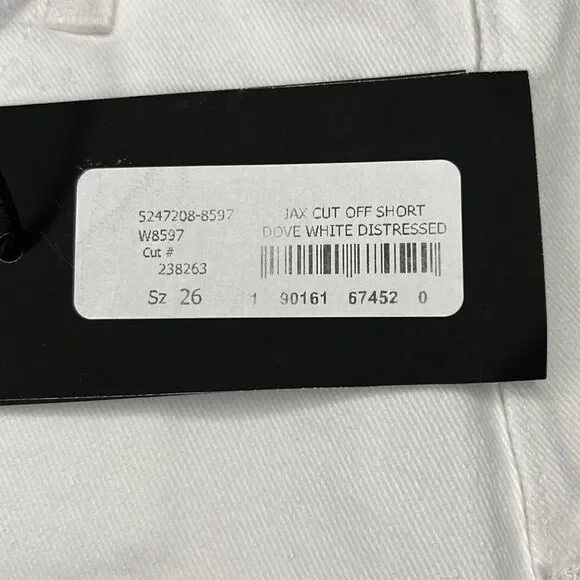 5247208-8597
W8597
Cut #
238263
Sz 26
JAX CUT OFF SHORT
DOVE WHITE DISTRESSED
1 90161 67452 0